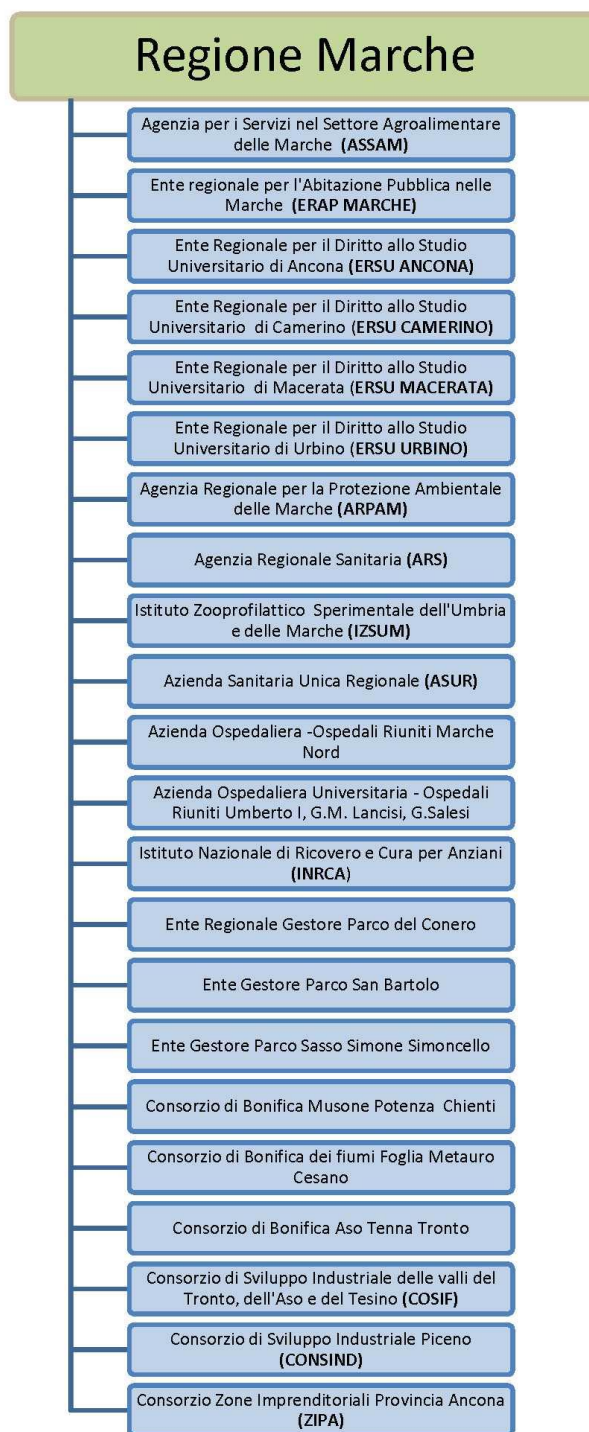 Regione Marche
Agenzia per i Servizi nel Settore Agroalimentare
delle Marche (ASSAM)
Ente regionale per l'Abitazione Pubblica nelle
Marche (ERAP MARCHE)
Ente Regionale per il Diritto allo Studio
Universitario di Ancona (ERSU ANCONA)
Ente Regionale per il Diritto allo Studio
Universitario di Camerino (ERSU CAMERINO)
Ente Regionale per il Diritto allo Studio
Universitario di Macerata (ERSU MACERATA)
Ente Regionale per il Diritto allo Studio
Universitario di Urbino (ERSU URBINO)
Agenzia Regionale per la Protezione Ambientale
delle Marche (ARPAM)
Agenzia Regionale Sanitaria (ARS)
Istituto Zooprofilattico Sperimentale dell'Umbria
e delle Marche (IZSUM)
Azienda Sanitaria Unica Regionale (ASUR)
Azienda Ospedaliera -Ospedali Riuniti Marche
Nord
Azienda Ospedaliera Universitaria - Ospedali
Riuniti Umberto I, G.M. Lancisi, G.Salesi
Istituto Nazionale di Ricovero e Cura per Anziani
(INRCA)
Ente Regionale Gestore Parco del Conero
Ente Gestore Parco San Bartolo
Ente Gestore Parco Sasso Simone Simoncello
Consorzio di Bonifica Musone Potenza Chienti
Consorzio di Bonifica dei fiumi Foglia Metauro
Cesano
Consorzio di Bonifica Aso Tenna Tronto
Consorzio di Sviluppo Industriale delle valli del
Tronto, dell'Aso e del Tesino (COSIF)
Consorzio di Sviluppo Industriale Piceno
(CONSIND)
Consorzio Zone Imprenditoriali Provincia Ancona
(ZIPA)